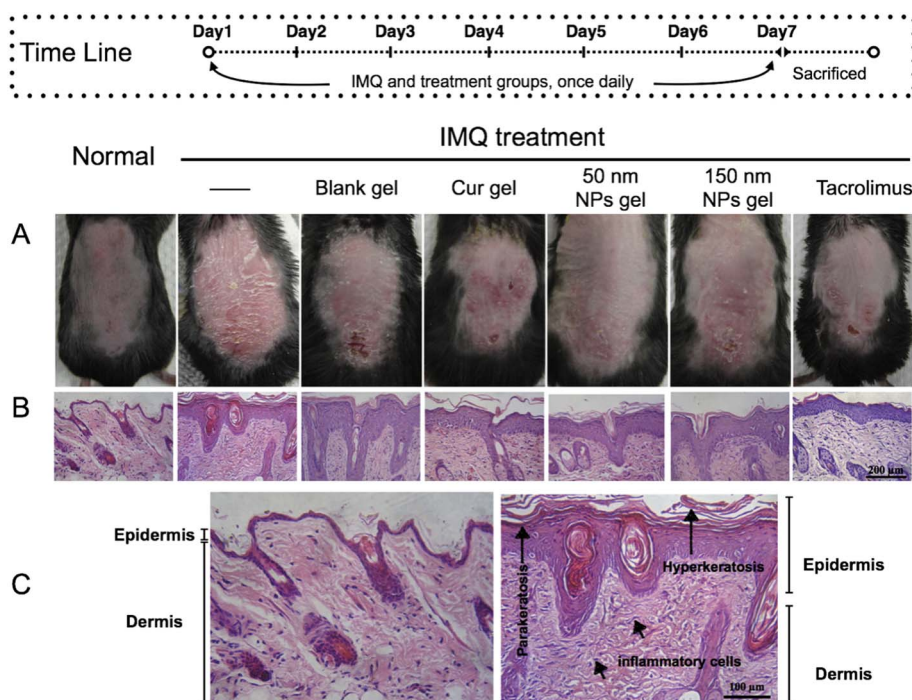 Time Line
Day1 Day2 Day3 Day4 Day5 Day6 Day7
IMQ and treatment groups, once daily
Sacrificed
Normal
IMQ treatment
Blank gel
Cur gel
50 nm
NPs gel
150 nm
NPs gel
Tacrolimus
A
B
200 μm
C
Epidermis
Dermis
Parakeratosis
Hyperkeratosis
inflammatory cells
100 μm
Epidermis
Dermis